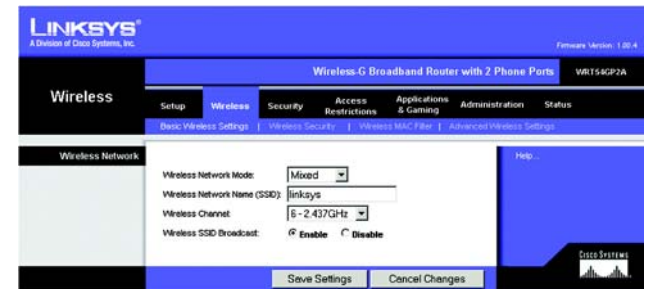 LINKSYS®
A Division of Cisco Systems, Inc.
Firmware Version: 1.00.4
Wireless-G Broadband Router with 2 Phone Ports WRT54GP2A
Wireless
Setup Wireless Security Access Restrictions Applications & Gaming Administration Status
Basic Wireless Settings | Wireless Security | Wireless MAC Filter | Advanced Wireless Settings
Wireless Network
Help...
Wireless Network Mode: Mixed
Wireless Network Name (SSID): linksys
Wireless Channel: 6 - 2.437GHz
Wireless SSID Broadcast: Enable Disable
CISCO SYSTEMS
Save Settings Cancel Changes